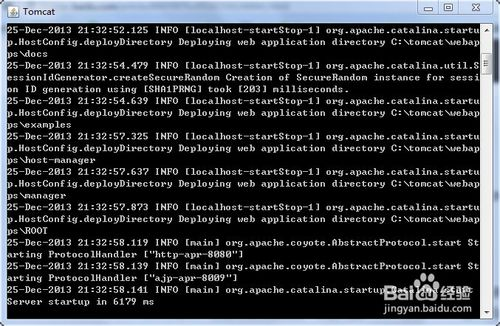 Tomcat
25-Dec-2013 21:32:52.125 INFO [localhost-startStop-1] org.apache.catalina.startu
p.HostConfig.deployDirectory Deploying web application directory C:\tomcat\webap
ps\docs
25-Dec-2013 21:32:54.479 INFO [localhost-startStop-1] org.apache.catalina.util.S
essionIdGenerator.createSecureRandom Creation of SecureRandom instance for sessi
on ID generation using [SHA1PRNG] took [203] milliseconds.
25-Dec-2013 21:32:54.639 INFO [localhost-startStop-1] org.apache.catalina.startu
p.HostConfig.deployDirectory Deploying web application directory C:\tomcat\webap
ps\examples
25-Dec-2013 21:32:57.325 INFO [localhost-startStop-1] org.apache.catalina.startu
p.HostConfig.deployDirectory Deploying web application directory C:\tomcat\webap
ps\host-manager
25-Dec-2013 21:32:57.637 INFO [localhost-startStop-1] org.apache.catalina.startu
p.HostConfig.deployDirectory Deploying web application directory C:\tomcat\webap
ps\manager
25-Dec-2013 21:32:57.873 INFO [localhost-startStop-1] org.apache.catalina.startu
p.HostConfig.deployDirectory Deploying web application directory C:\tomcat\webap
ps\ROOT
25-Dec-2013 21:32:58.119 INFO [main] org.apache.coyote.AbstractProtocol.start St
arting ProtocolHandler ["http-apr-8080"]
25-Dec-2013 21:32:58.139 INFO [main] org.apache.coyote.AbstractProtocol.start St
arting ProtocolHandler ["ajp-apr-8009"]
25-Dec-2013 21:32:58.141 INFO [main] org.apache.catalina.startup.Catalina.start
Server startup in 6179 ms
Baidu 经验
jingyan.baidu.com